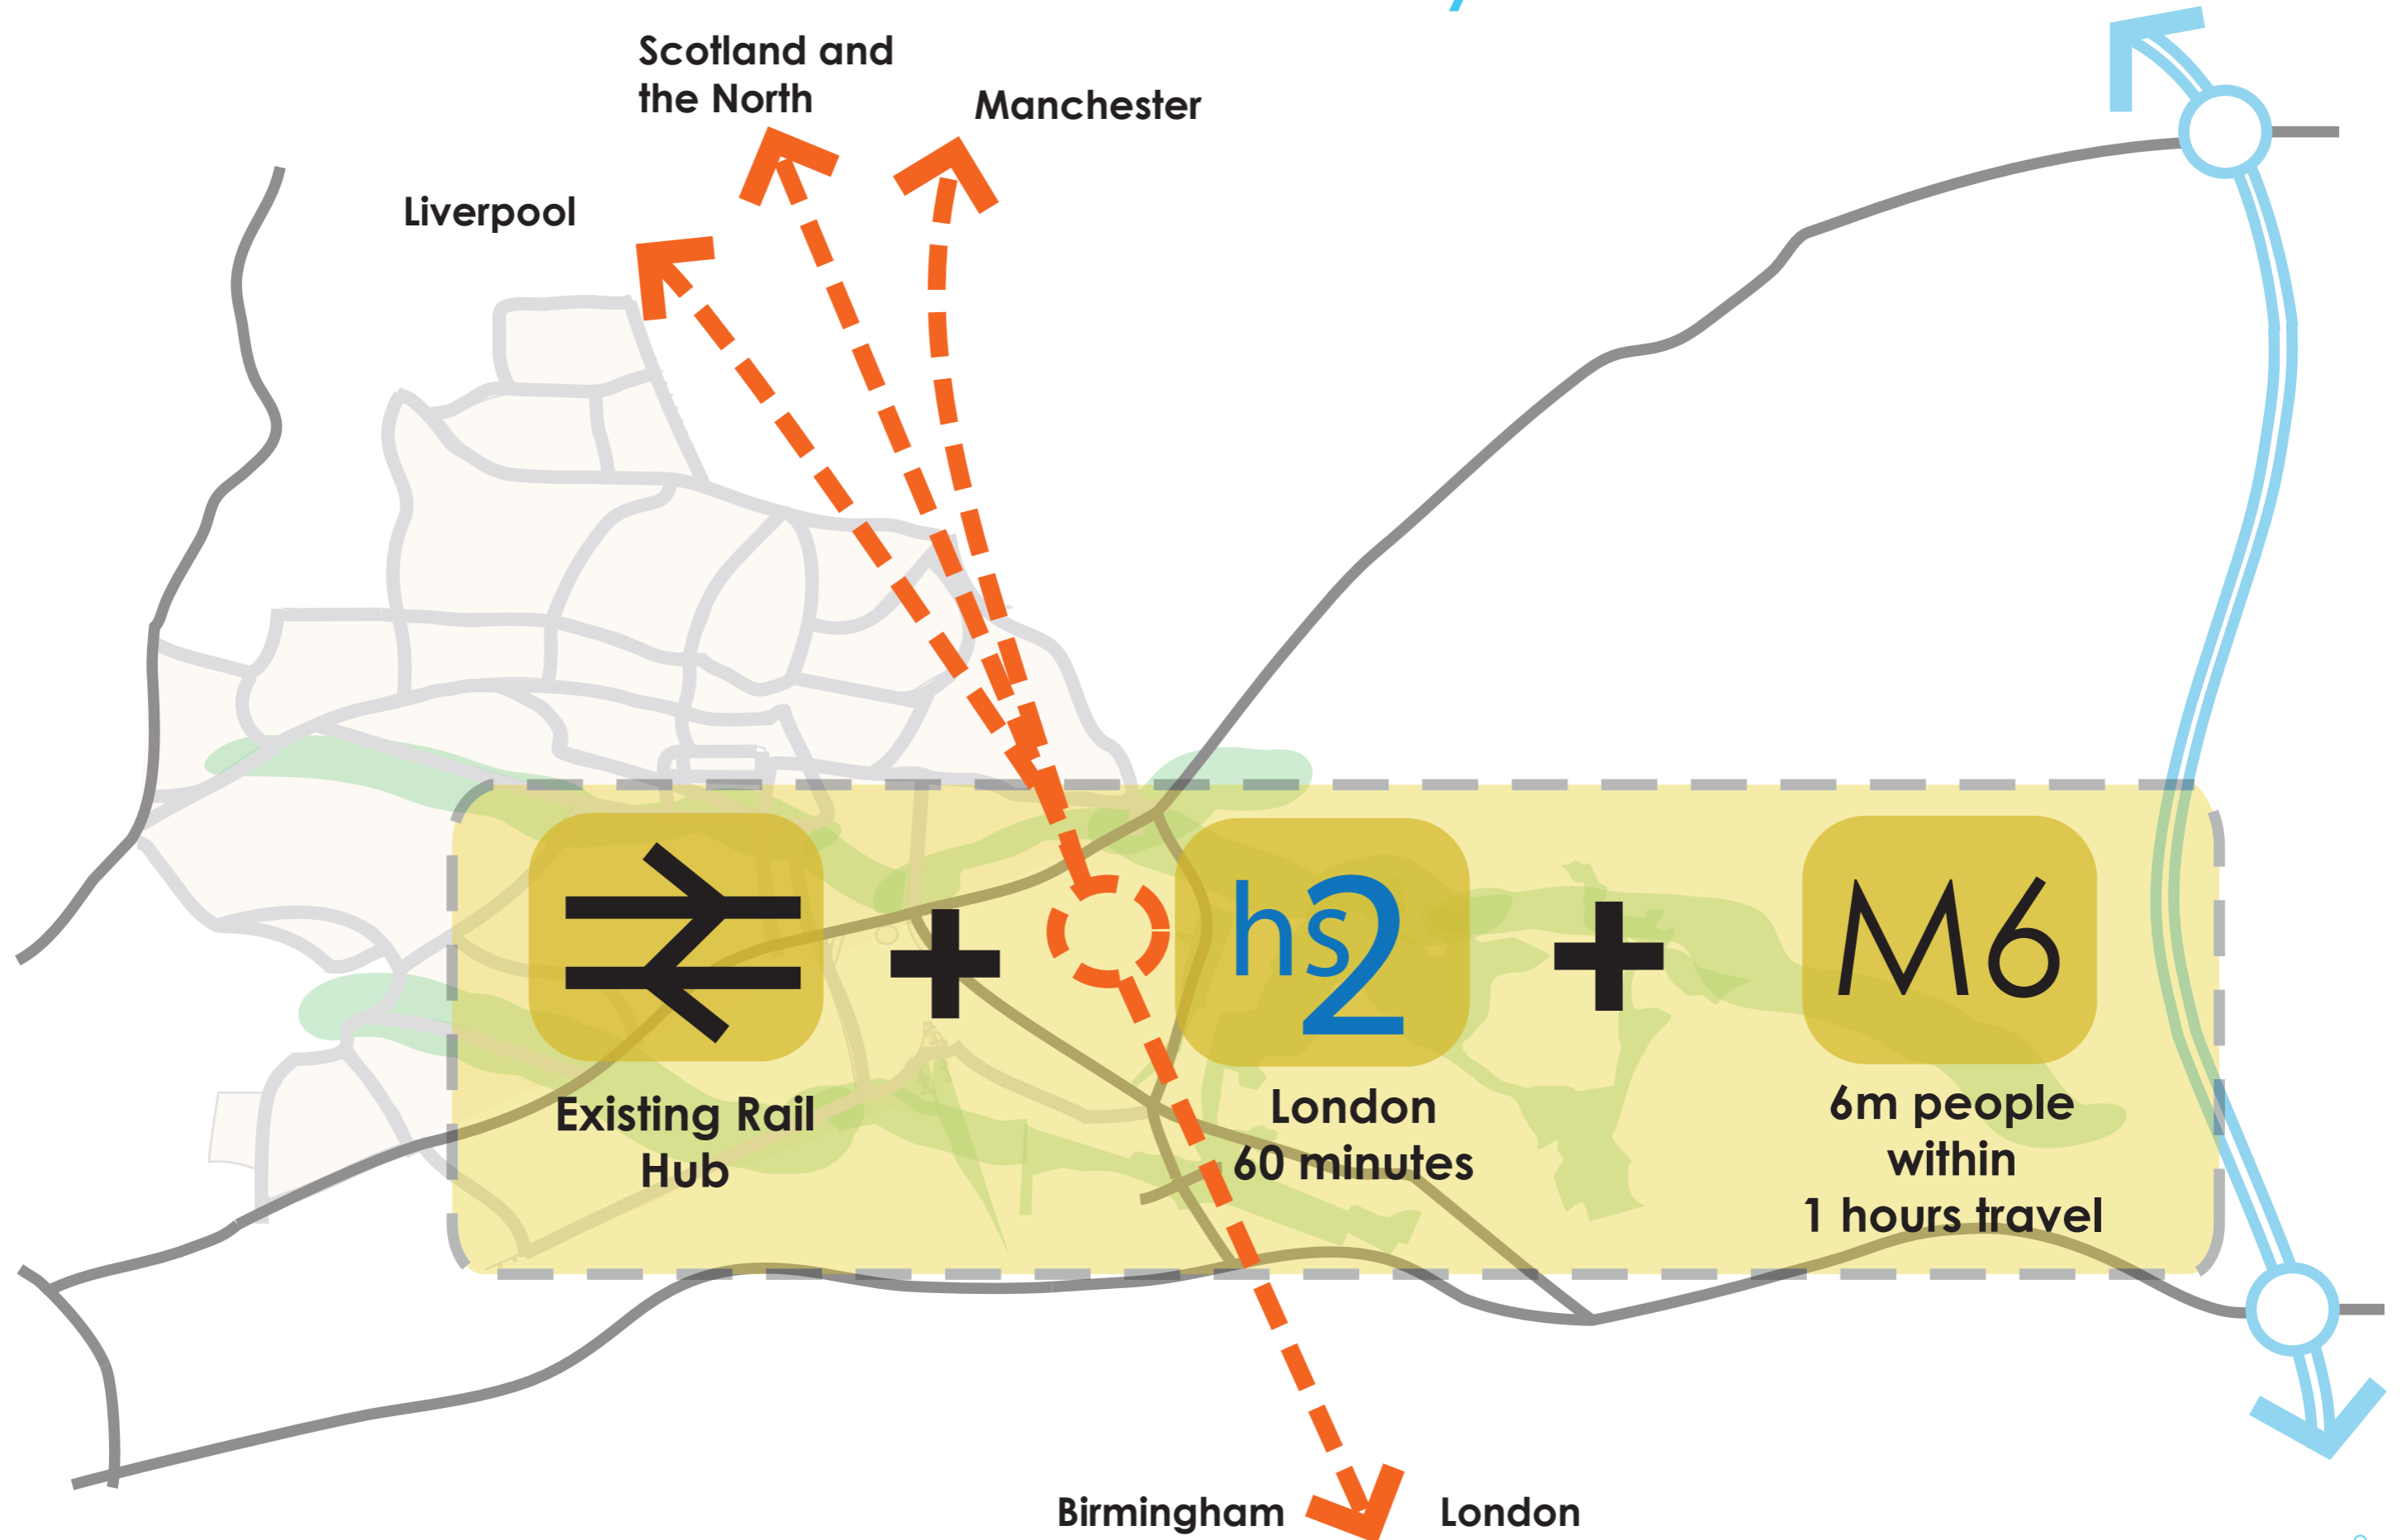 Scotland and
the North
Manchester
Liverpool
hs2
M6
Existing Rail
Hub
London
60 minutes
6m people
within
1 hours travel
Birmingham
London